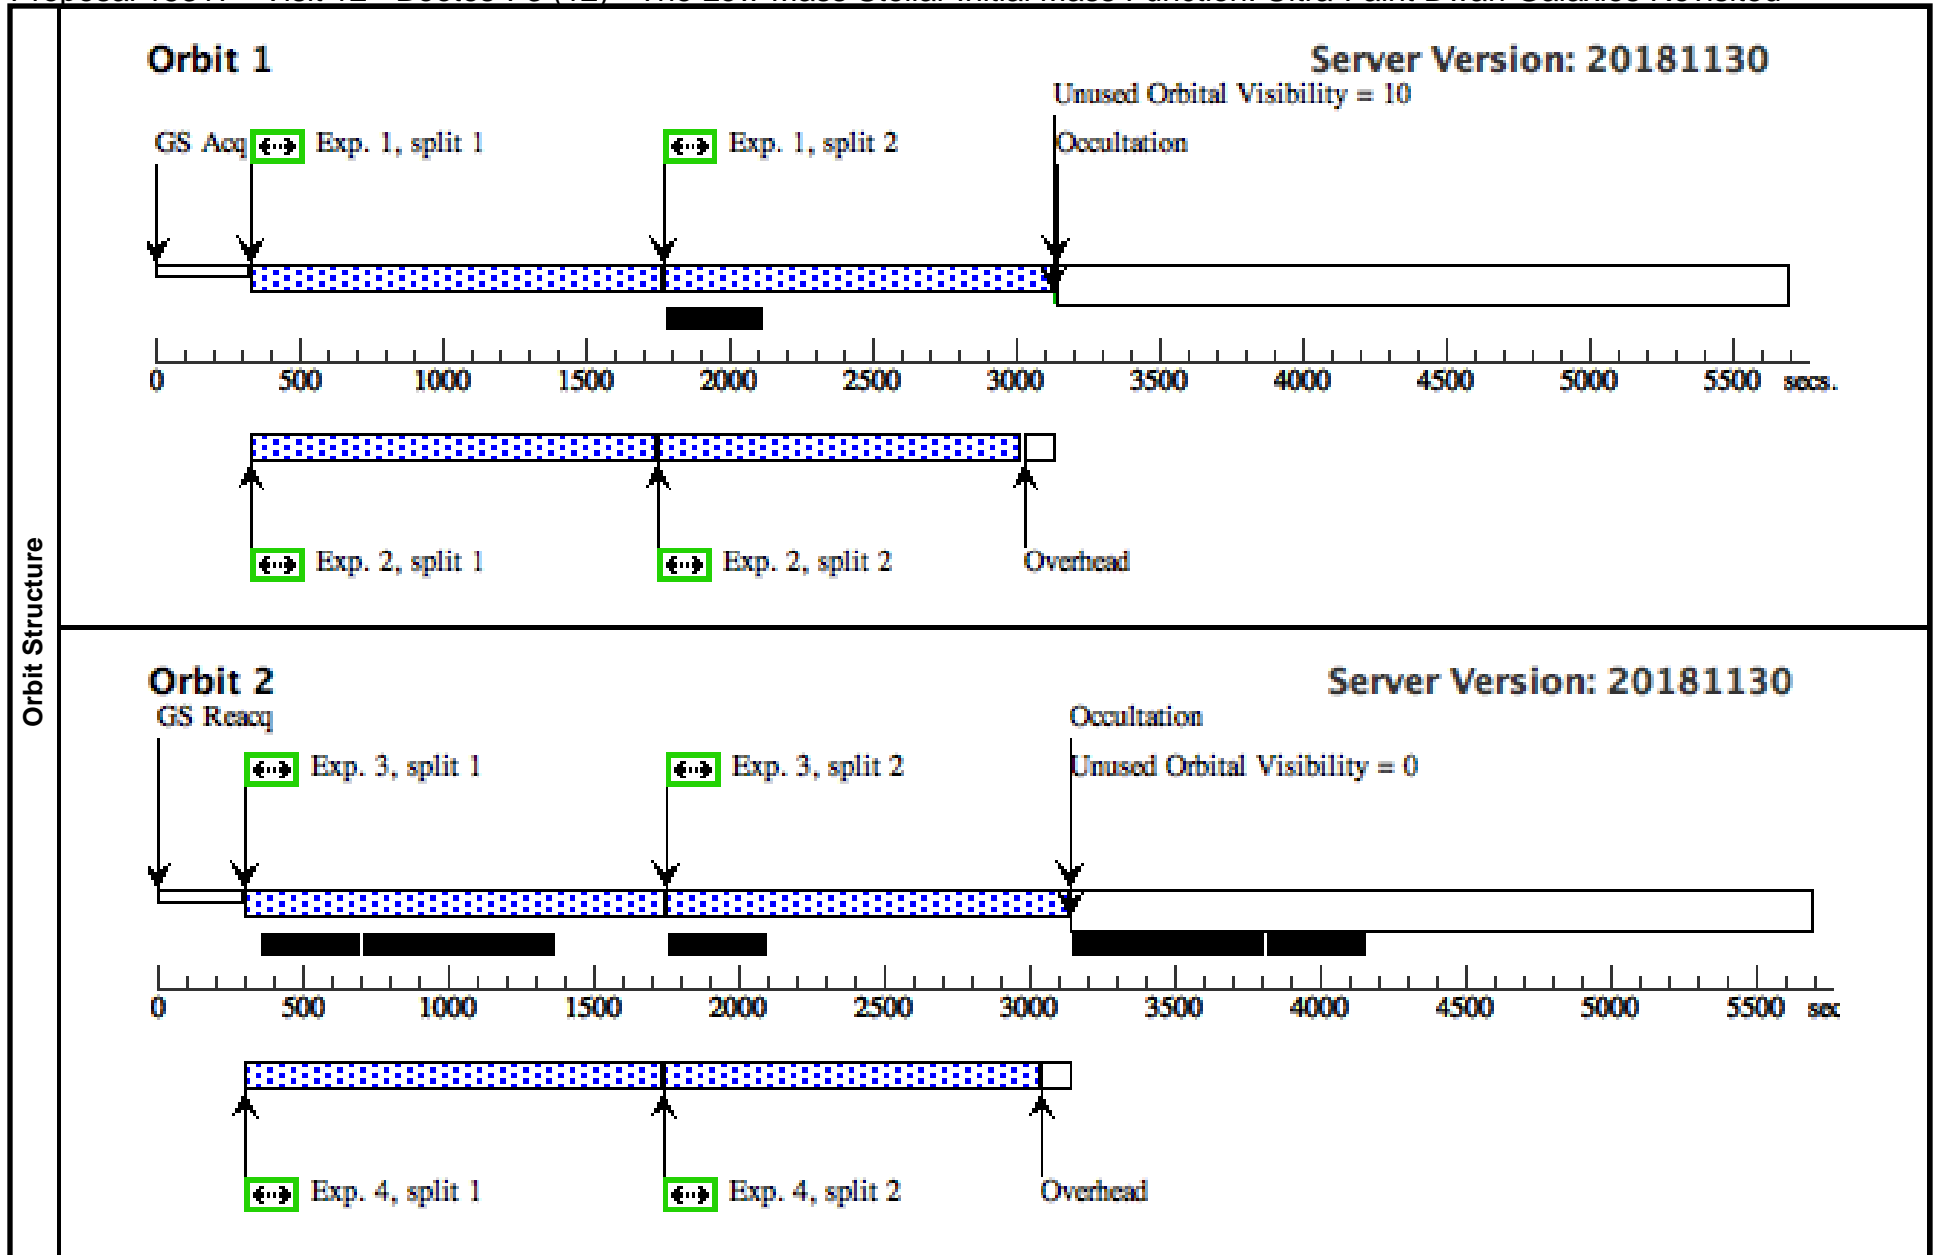 Orbit Structure
Orbit 1
Server Version: 20181130
Unused Orbital Visibility = 10
GS Acq Exp. 1, split 1 Exp. 1, split 2 Occultation
0 500 1000 1500 2000 2500 3000 3500 4000 4500 5000 5500 secs.
Exp. 2, split 1 Exp. 2, split 2 Overhead
Orbit 2
Server Version: 20181130
GS Reacq Occultation
Exp. 3, split 1 Exp. 3, split 2 Unused Orbital Visibility = 0
0 500 1000 1500 2000 2500 3000 3500 4000 4500 5000 5500 sec
Exp. 4, split 1 Exp. 4, split 2 Overhead